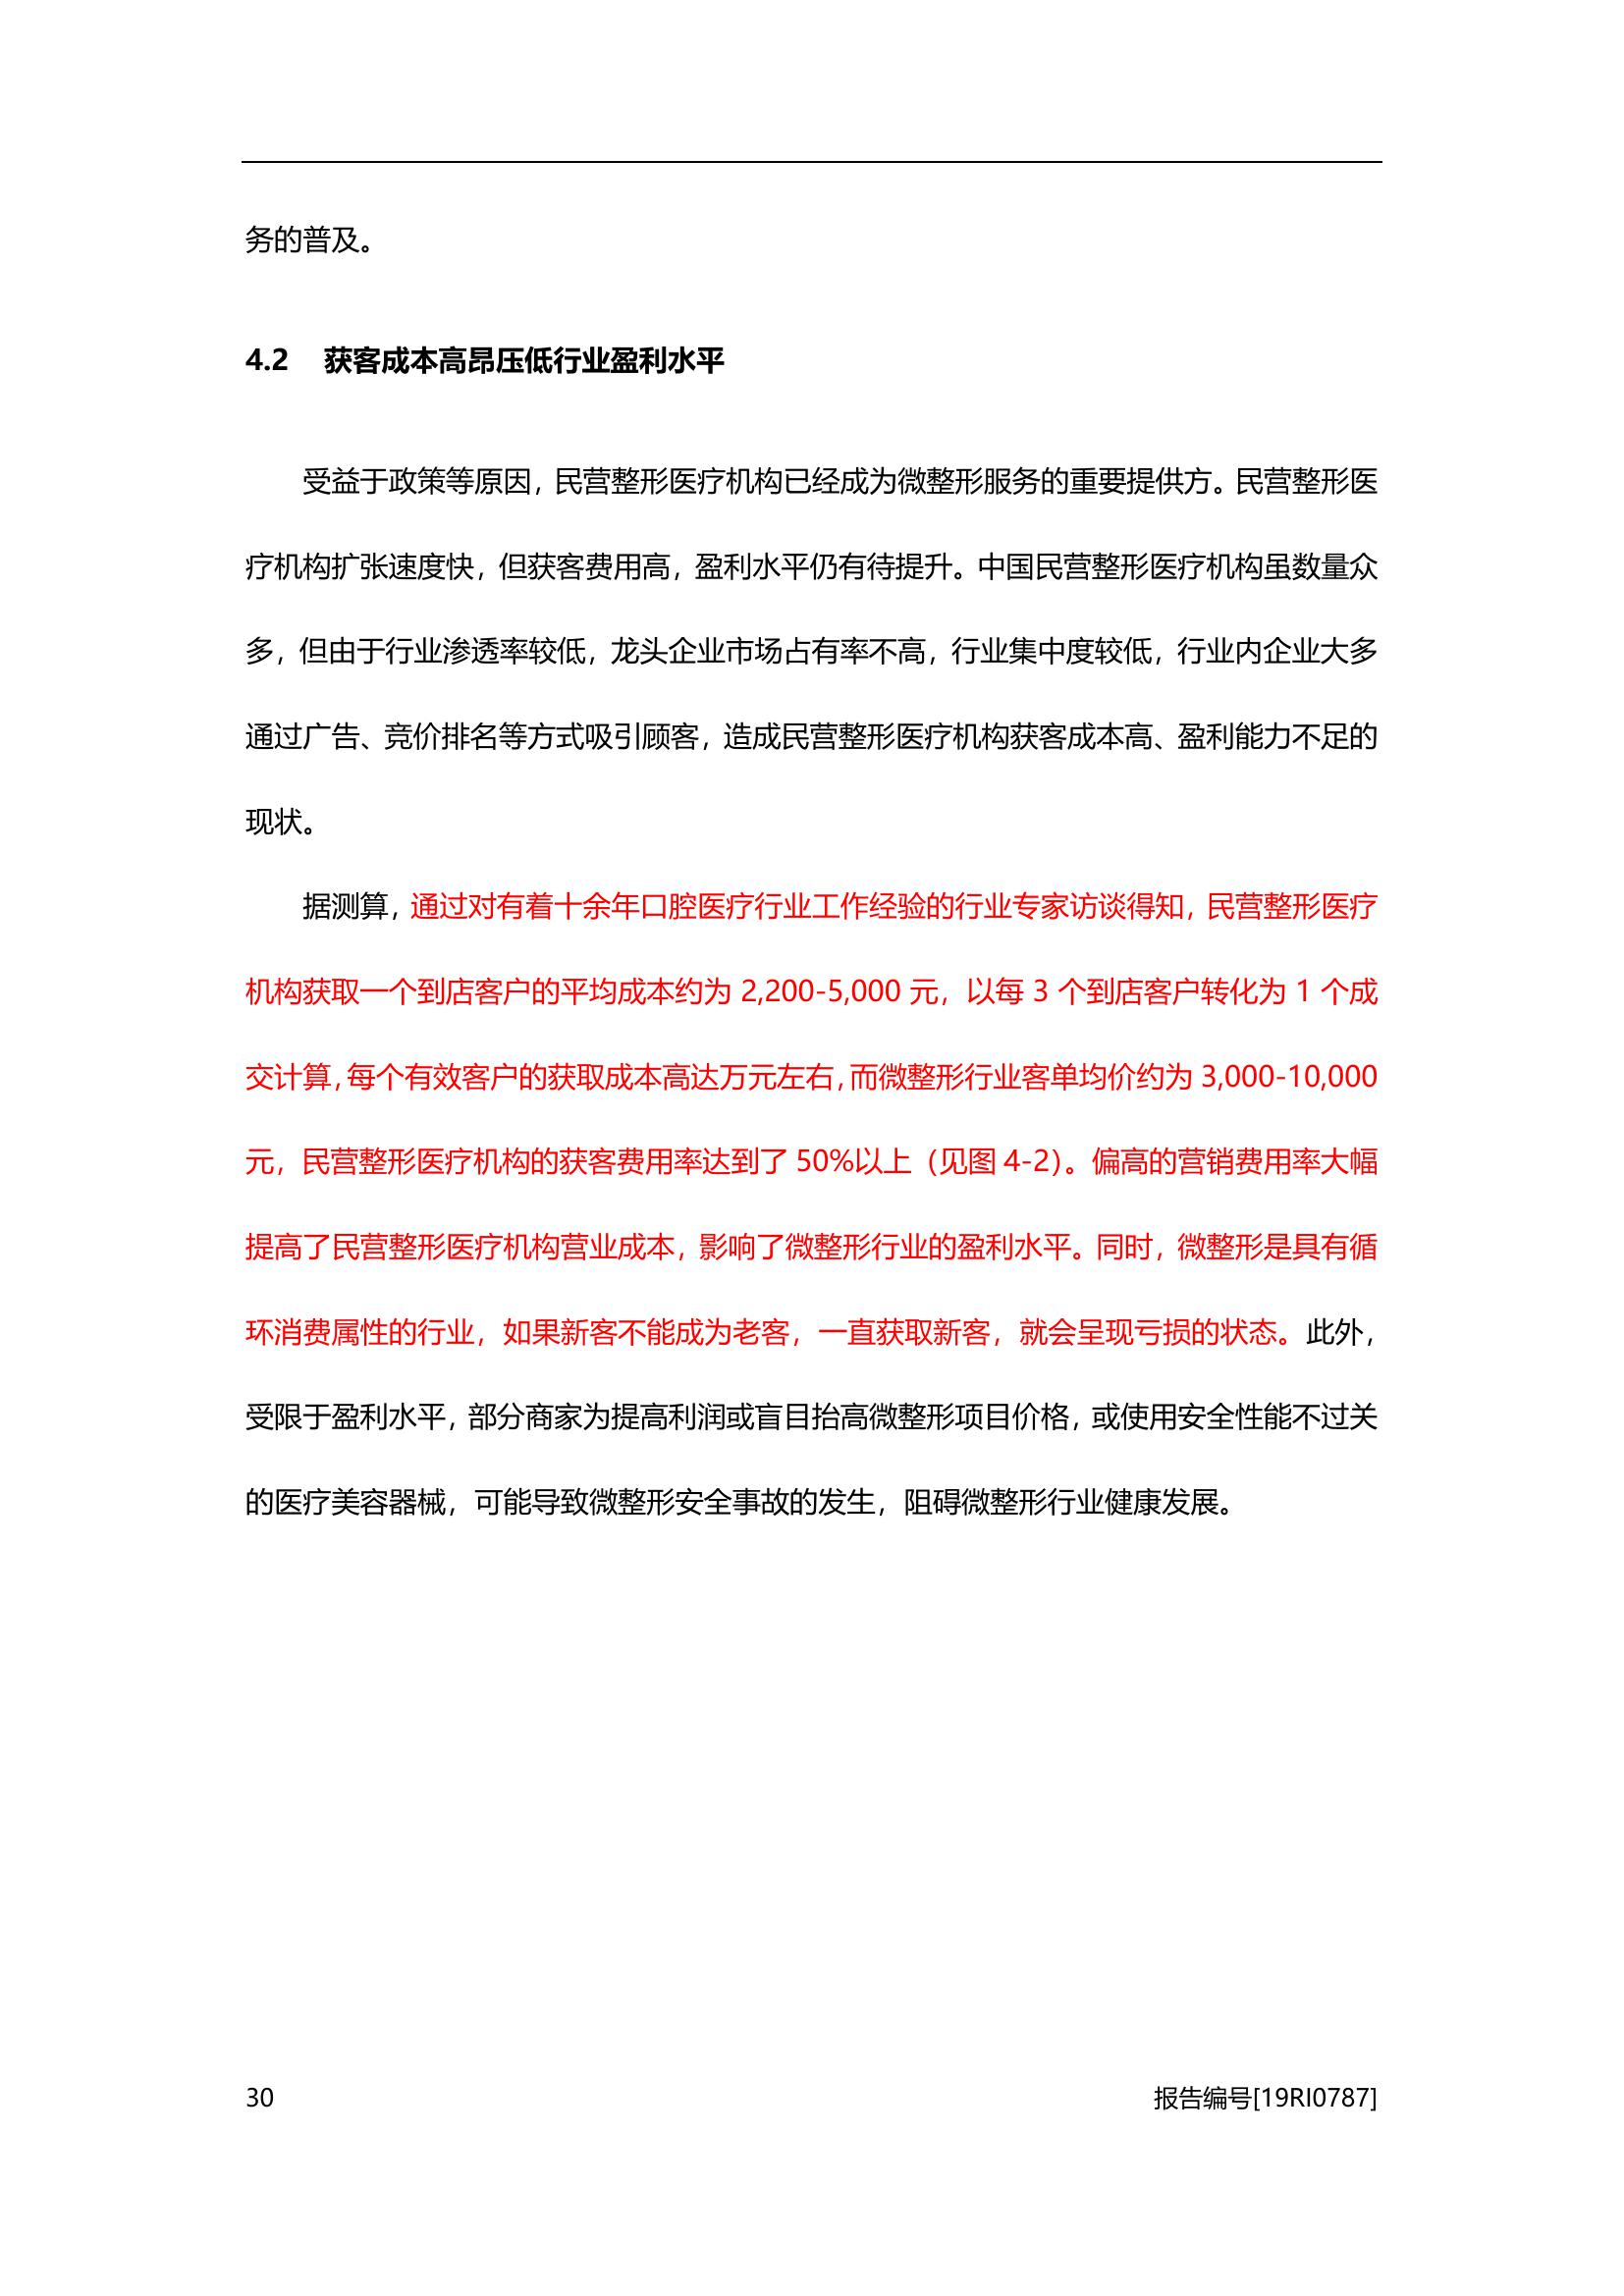 务的普及。
4.2 获客成本高昂压低行业盈利水平
受益于政策等原因，民营整形医疗机构已经成为微整形服务的重要提供方。民营整形医
疗机构扩张速度快，但获客费用高，盈利水平仍有待提升。中国民营整形医疗机构虽数量众
多，但由于行业渗透率较低，龙头企业市场占有率不高，行业集中度较低，行业内企业大多
通过广告、竞价排名等方式吸引顾客，造成民营整形医疗机构获客成本高、盈利能力不足的
现状。
据测算，通过对有着十余年口腔医疗行业工作经验的行业专家访谈得知，民营整形医疗
机构获取一个到店客户的平均成本约为 2,200-5,000 元，以每 3 个到店客户转化为 1 个成
交计算，每个有效客户的获取成本高达万元左右，而微整形行业客单均价约为 3,000-10,000
元，民营整形医疗机构的获客费用率达到了 50%以上（见图 4-2）。偏高的营销费用率大幅
提高了民营整形医疗机构营业成本，影响了微整形行业的盈利水平。同时，微整形是具有循
环消费属性的行业，如果新客不能成为老客，一直获取新客，就会呈现亏损的状态。此外，
受限于盈利水平，部分商家为提高利润或盲目抬高微整形项目价格，或使用安全性能不过关
的医疗美容器械，可能导致微整形安全事故的发生，阻碍微整形行业健康发展。
30 报告编号[19RI0787]